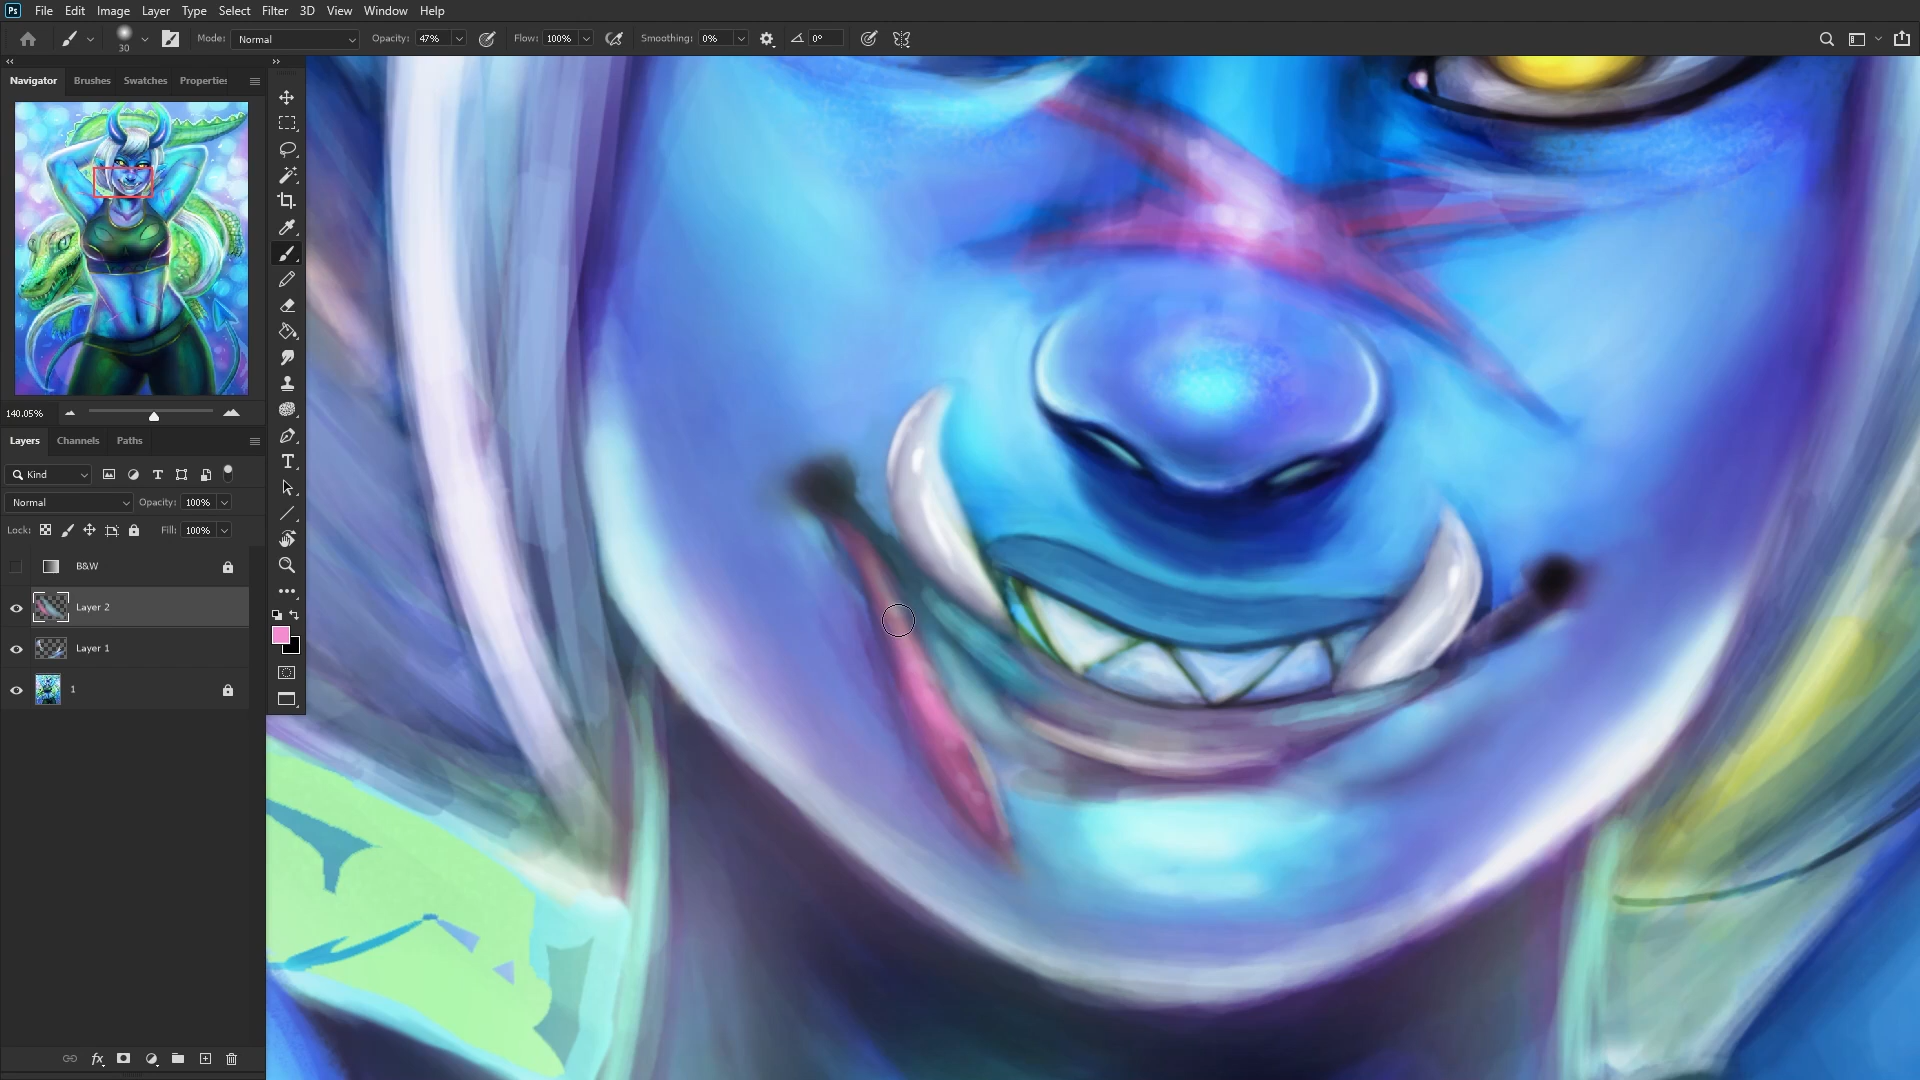 Ps File Edit Image Layer Type Select Filter 3D View Window Help
30 Mode: Normal Opacity: 47% Flow: 100% Smoothing: 0% 0°
Navigator Brushes Swatches Properties
140.05%
Layers Channels Paths
Kind
Normal Opacity: 100%
Lock: Fill: 100%
B&W
Layer 2
Layer 1
1
fx